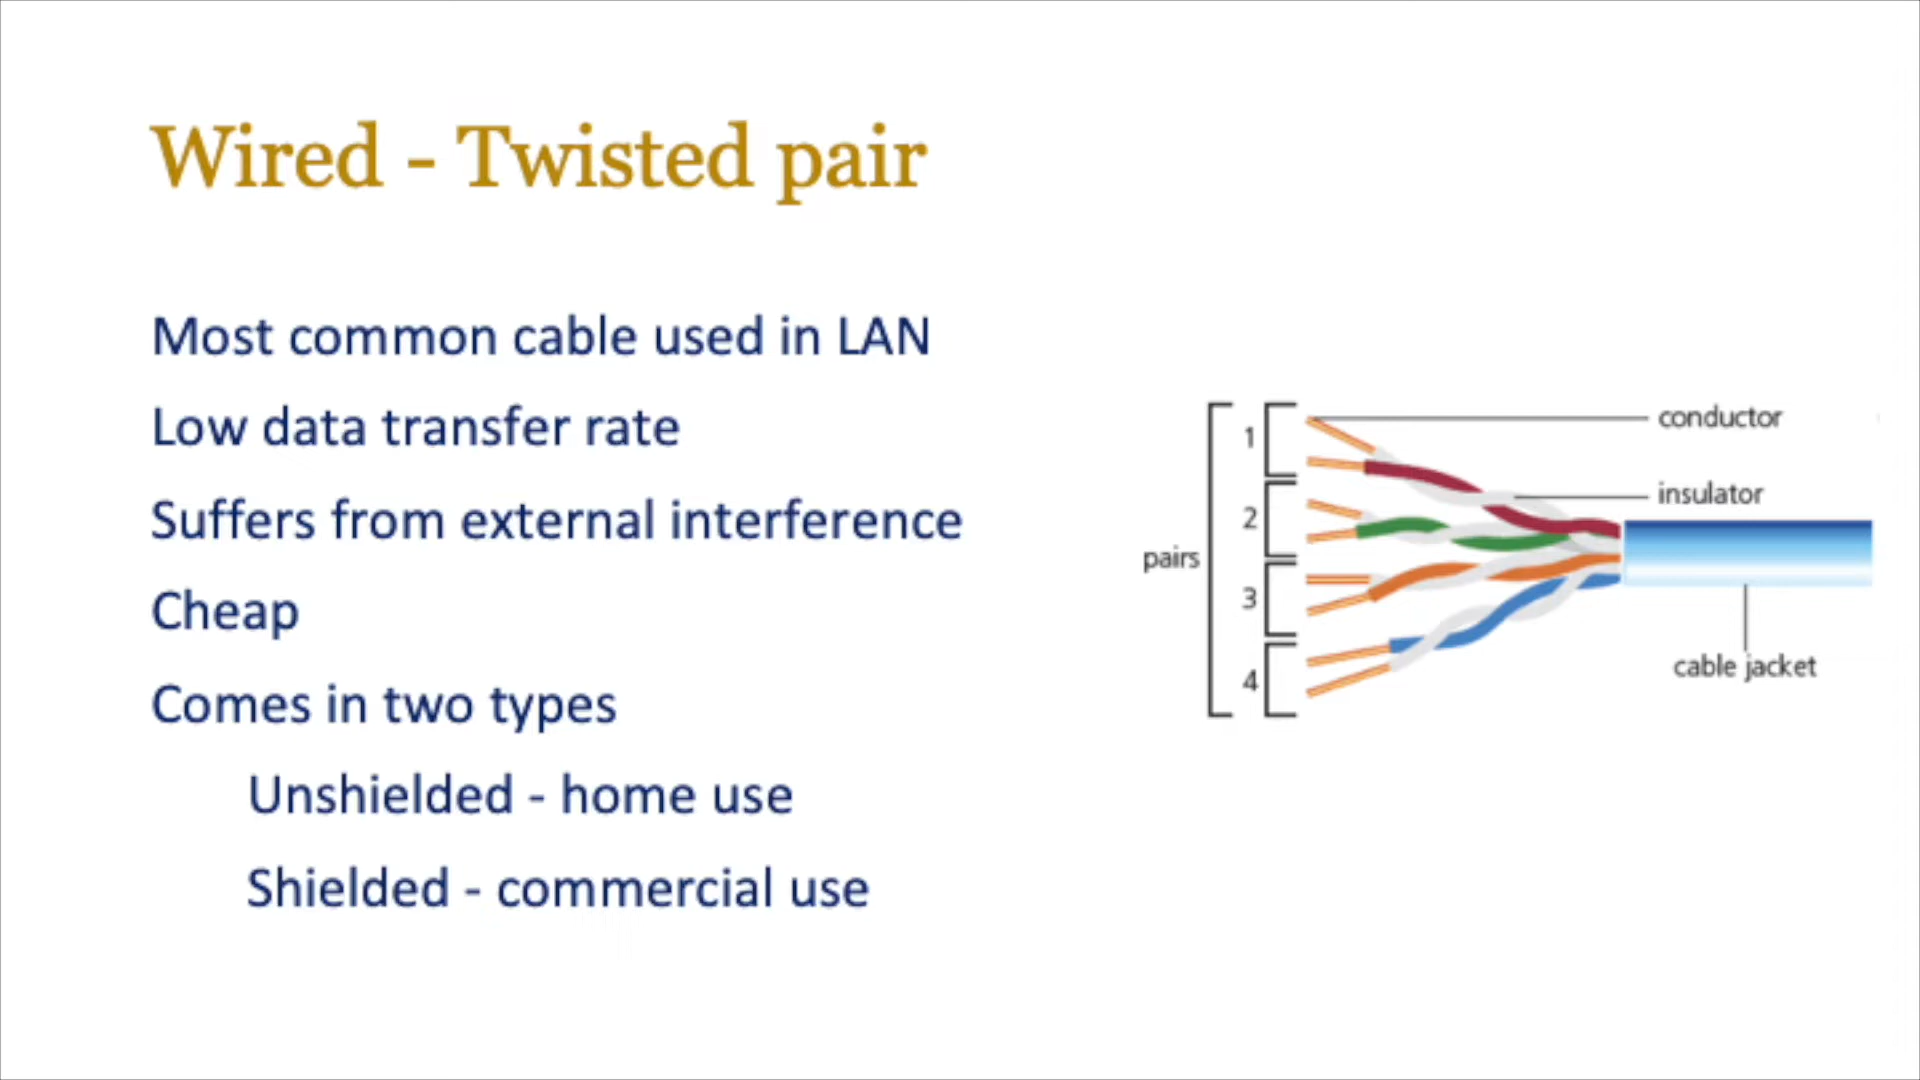 Wired - Twisted pair
Most common cable used in LAN
Low data transfer rate
Suffers from external interference
Cheap
Comes in two types
Unshielded - home use
Shielded - commercial use
pairs
1
2
3
4
conductor
insulator
cable jacket